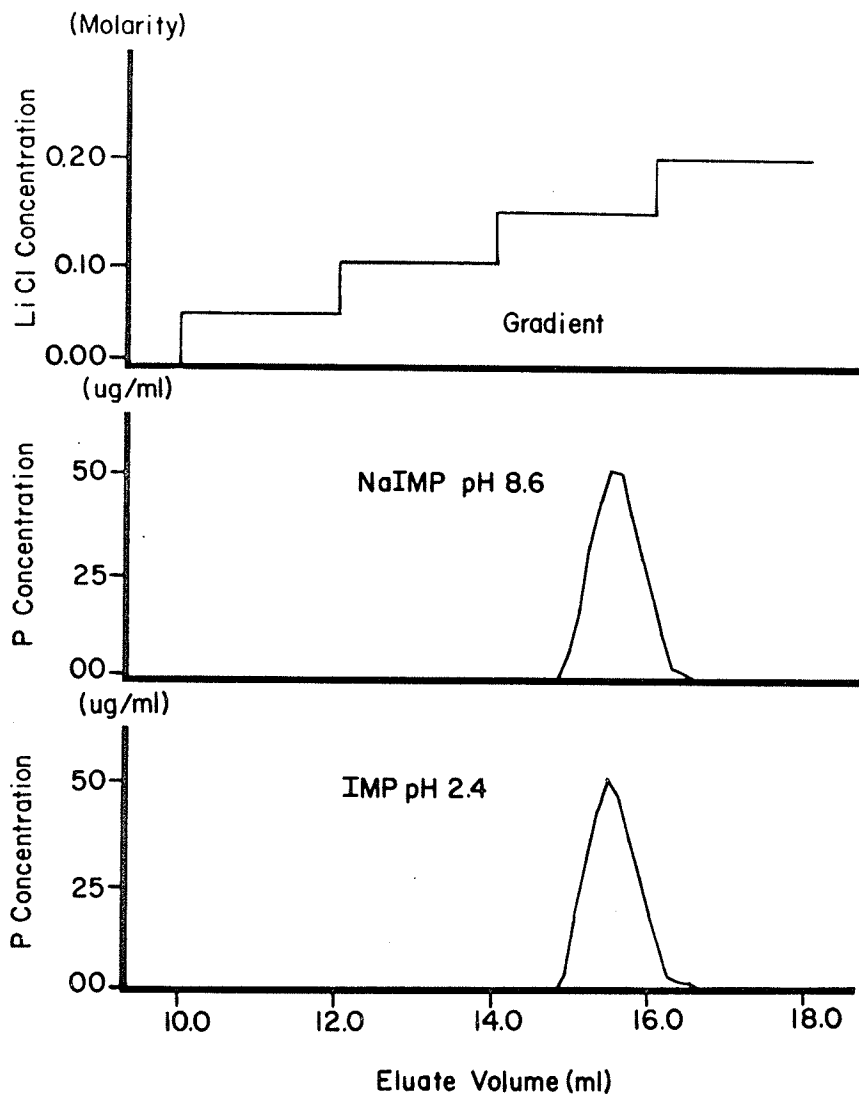 (Molarity)
LiCl Concentration
0.20
0.10
0.00
Gradient
(ug/ml)
P Concentration
50
25
00
NaIMP pH 8.6
(ug/ml)
P Concentration
50
25
00
IMP pH 2.4
10.0 12.0 14.0 16.0 18.0
Eluate Volume (ml)